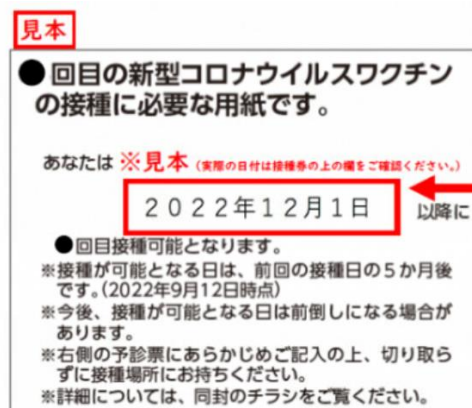 見本
●回目の新型コロナウイルスワクチン
の接種に必要な用紙です。
あなたは ※見本 (実際の日付は接種券の上の欄をご確認ください。)
2022年12月1日 以降に
●回目接種可能となります。
※接種が可能となる日は、前回の接種日の5か月後
です。(2022年9月12日時点)
※今後、接種が可能となる日は前倒しになる場合が
あります。
※右側の予診票にあらかじめご記入の上、切り取ら
ずに接種場所にお持ちください。
※詳細については、同封のチラシをご覧ください。